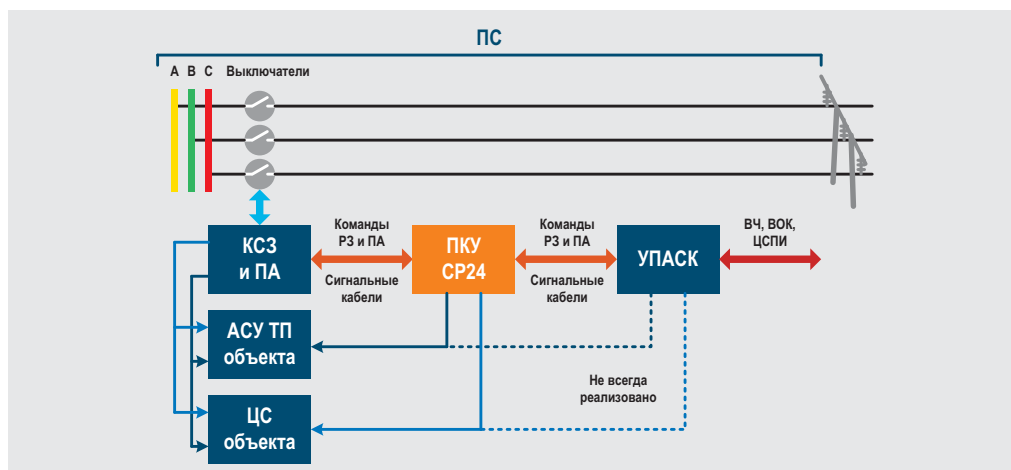 ПС
А В С Выключатели
Команды
РЗ и ПА
Команды
РЗ и ПА
ВЧ, ВОК,
ЦСПИ
КСЗ
и ПА
ПКУ
СР24
УПАСК
Сигнальные
кабели
Сигнальные
кабели
АСУ ТП
объекта
Не всегда
реализовано
ЦС
объекта